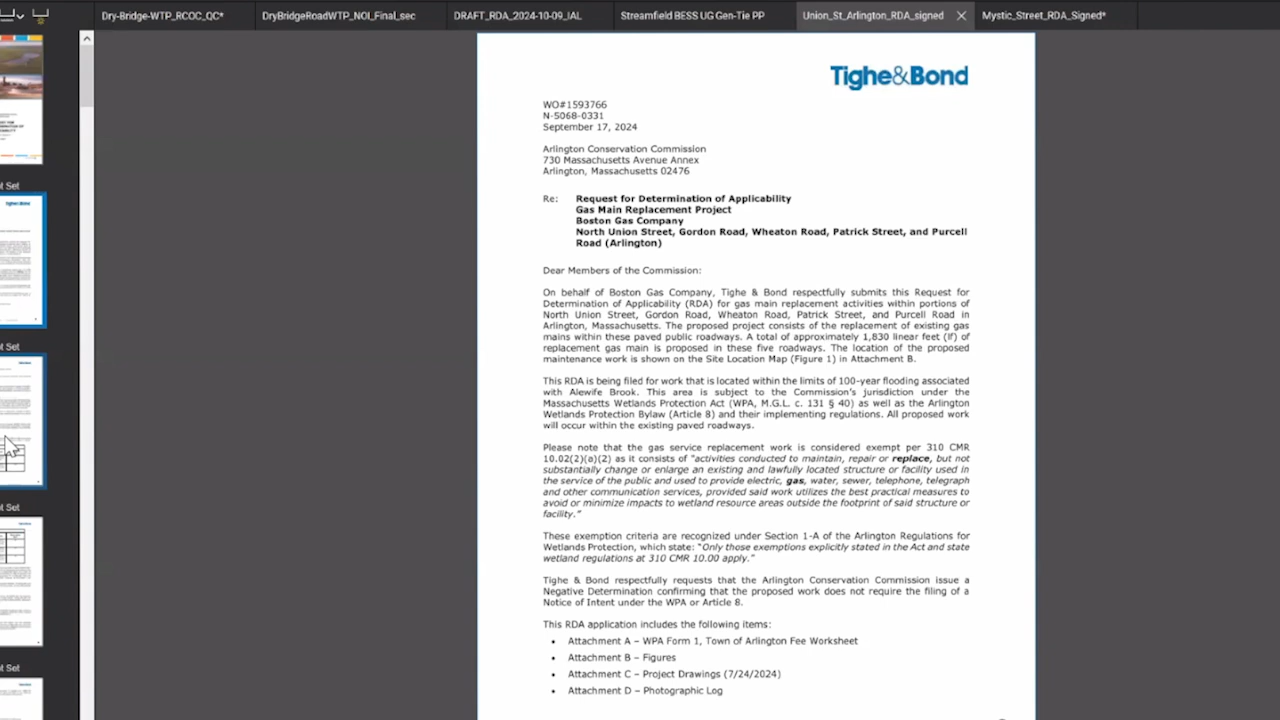 Dry-Bridge-WTP_RCOC_QC*
DryBridgeRoadWTP_NOI_Final_sec
DRAFT_RDA_2024-10-09_IAL
Streamfield BESS UG Gen-Tie PP
Union_St_Arlington_RDA_signed
Mystic_Street_RDA_Signed*
Tighe&Bond
WO#1593766
N-5068-0331
September 17, 2024
Arlington Conservation Commission
730 Massachusetts Avenue Annex
Arlington, Massachusetts 02476
Re: Request for Determination of Applicability
Gas Main Replacement Project
Boston Gas Company
North Union Street, Gordon Road, Wheaton Road, Patrick Street, and Purcell
Road (Arlington)
Dear Members of the Commission:
On behalf of Boston Gas Company, Tighe & Bond respectfully submits this Request for
Determination of Applicability (RDA) for gas main replacement activities within portions of
North Union Street, Gordon Road, Wheaton Road, Patrick Street, and Purcell Road in
Arlington, Massachusetts. The proposed project consists of the replacement of existing gas
mains within these paved public roadways. A total of approximately 1,830 linear feet (lf) of
replacement gas main is proposed in these five roadways. The location of the proposed
maintenance work is shown on the Site Location Map (Figure 1) in Attachment B.
This RDA is being filed for work that is located within the limits of 100-year flooding associated
with Alewife Brook. This area is subject to the Commission's jurisdiction under the
Massachusetts Wetlands Protection Act (WPA, M.G.L. c. 131 § 40) as well as the Arlington
Wetlands Protection Bylaw (Article 8) and their implementing regulations. All proposed work
will occur within the existing paved roadways.
Please note that the gas service replacement work is considered exempt per 310 CMR
10.02(2)(a)(2) as it consists of "activities conducted to maintain, repair or replace, but not
substantially change or enlarge an existing and lawfully located structure or facility used in
the service of the public and used to provide electric, gas, water, sewer, telephone, telegraph
and other communication services, provided said work utilizes the best practical measures to
avoid or minimize impacts to wetland resource areas outside the footprint of said structure or
facility."
These exemption criteria are recognized under Section 1-A of the Arlington Regulations for
Wetlands Protection, which state: "Only those exemptions explicitly stated in the Act and state
wetland regulations at 310 CMR 10.00 apply."
Tighe & Bond respectfully requests that the Arlington Conservation Commission issue a
Negative Determination confirming that the proposed work does not require the filing of a
Notice of Intent under the WPA or Article 8.
This RDA application includes the following items:
• Attachment A – WPA Form 1, Town of Arlington Fee Worksheet
• Attachment B – Figures
• Attachment C – Project Drawings (7/24/2024)
• Attachment D – Photographic Log
t Set
t Set
t Set
t Set